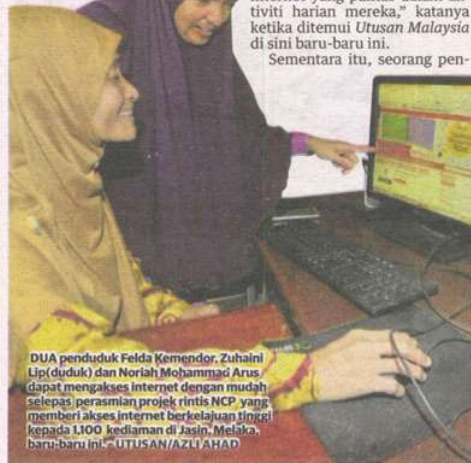 tiviti harian mereka,” katanya
ketika ditemui Utusan Malaysia
di sini baru-baru ini.
Sementara itu, seorang pen-
DUA penduduk Felda Kemendor, Zuhaini
Lip(duduk) dan Noriah Mohammad Arus
dapat mengakses internet dengan mudah
selepas perasmian projek rintis NCP yang
memberi akses internet berkelajuan tinggi
kepada 1,100 kediaman di Jasin, Melaka,
baru-baru ini. - UTUSAN/AZLI AHAD